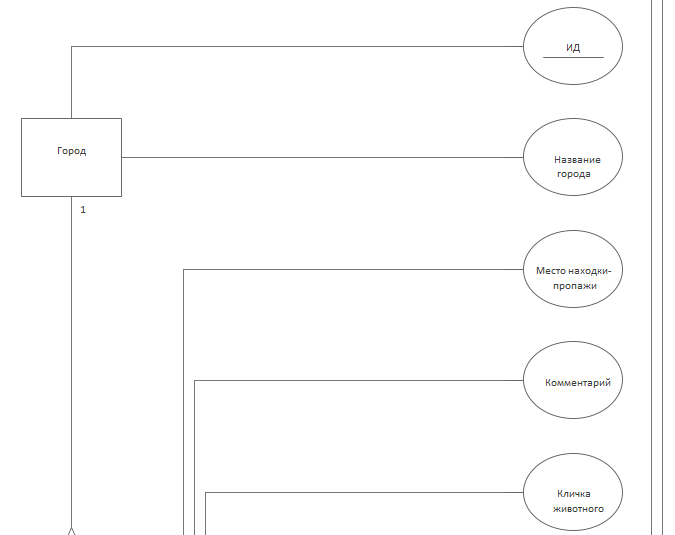 ИД
Город
Название
города
1
Место находки-
пропажи
Комментарий
Кличка
животного